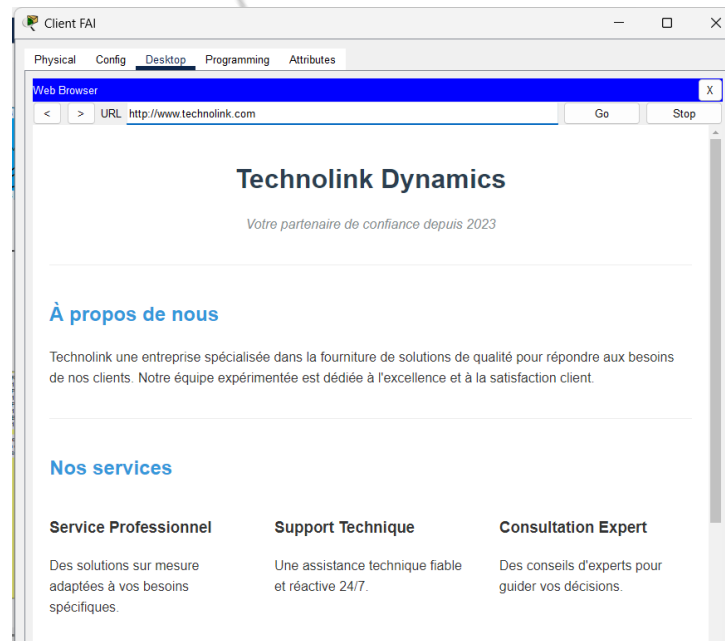 Client FAI
Physical Config Desktop Programming Attributes
Web Browser X
< > URL http://www.technolink.com Go Stop
Technolink Dynamics
Votre partenaire de confiance depuis 2023
À propos de nous
Technolink une entreprise spécialisée dans la fourniture de solutions de qualité pour répondre aux besoins
de nos clients. Notre équipe expérimentée est dédiée à l'excellence et à la satisfaction client.
Nos services
Service Professionnel Support Technique Consultation Expert
Des solutions sur mesure Une assistance technique fiable Des conseils d'experts pour
adaptées à vos besoins et réactive 24/7. guider vos décisions.
spécifiques.